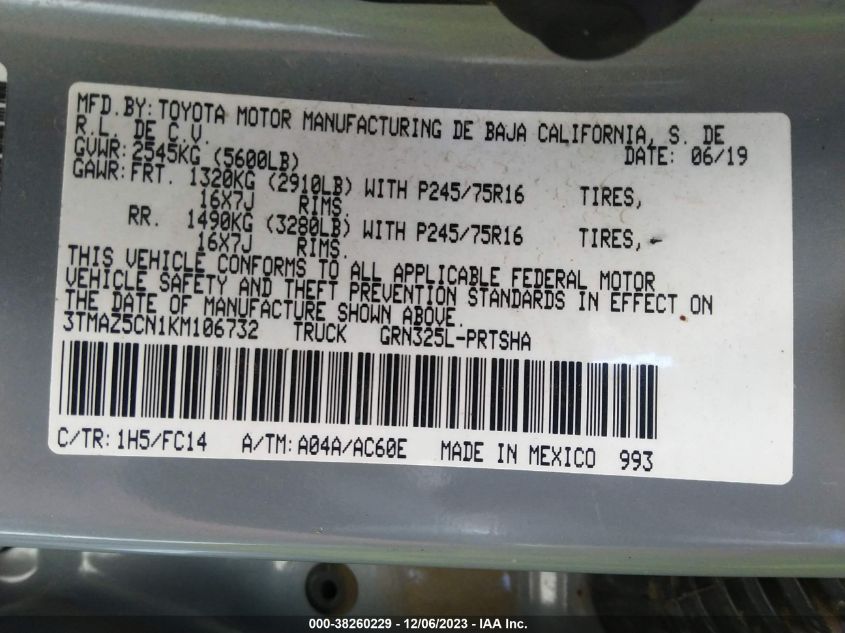 MFD.BY: TOYOTA MOTOR MANUFACTURING DE BAJA CALIFORNIA, S. DE
R.L. DE C.V. DATE: 06/19
GVWR: 2545KG (5600LB)
GAWR: FRT. 1320KG (2910LB) WITH P245/75R16 TIRES,
16X7J RIMS.
RR. 1490KG (3280LB) WITH P245/75R16 TIRES,
16X7J RIMS.
THIS VEHICLE CONFORMS TO ALL APPLICABLE FEDERAL MOTOR
VEHICLE SAFETY AND THEFT PREVENTION STANDARDS IN EFFECT ON
THE DATE OF MANUFACTURE SHOWN ABOVE.
3TMAZ5CN1KM106732 TRUCK GRN325L-PRTSHA
C/TR: 1H5/FC14 A/TM: A04A/AC60E MADE IN MEXICO 993
000-38260229 - 12/06/2023 - IAA Inc.